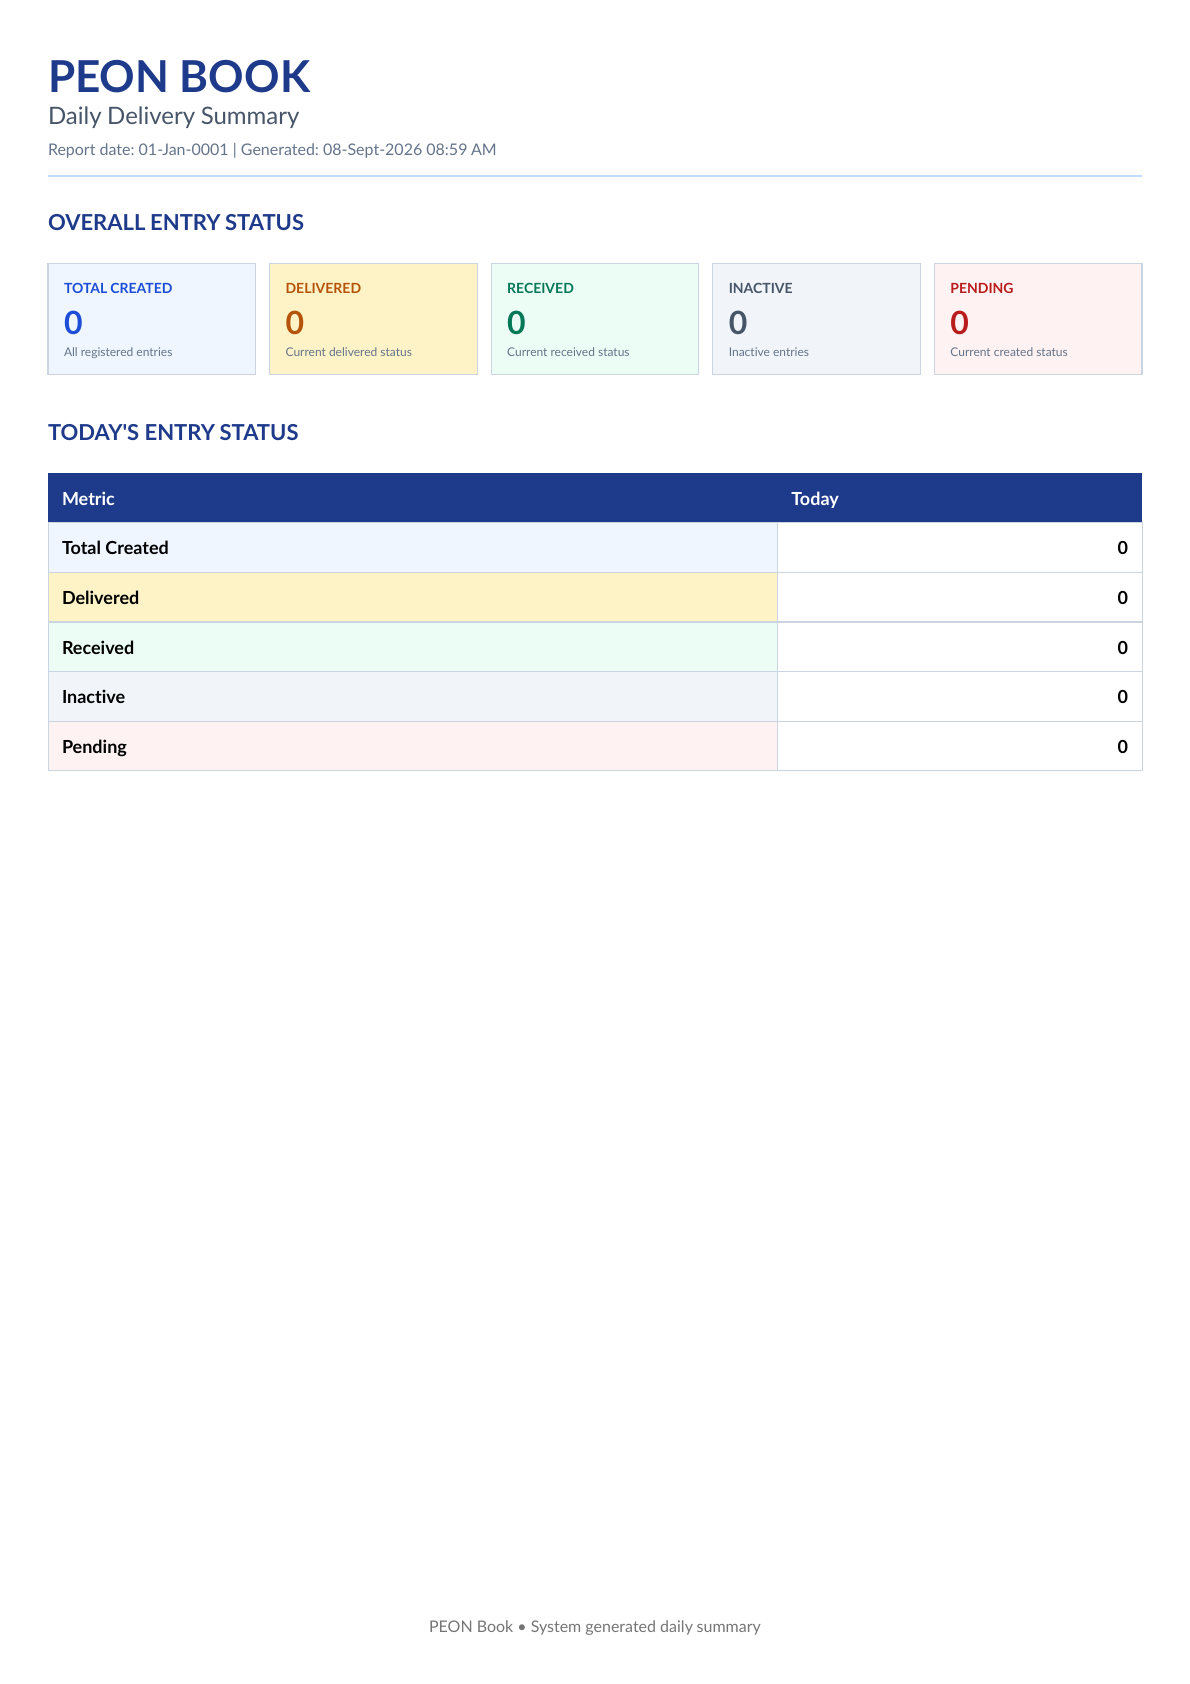 PEON BOOK
Daily Delivery Summary
Report date: 01-Jan-0001 | Generated: 08-Sept-2026 08:59 AM
OVERALL ENTRY STATUS
TOTAL CREATED
0
All registered entries
DELIVERED
0
Current delivered status
RECEIVED
0
Current received status
INACTIVE
0
Inactive entries
PENDING
0
Current created status
TODAY'S ENTRY STATUS
Metric Today
Total Created 0
Delivered 0
Received 0
Inactive 0
Pending 0
PEON Book • System generated daily summary